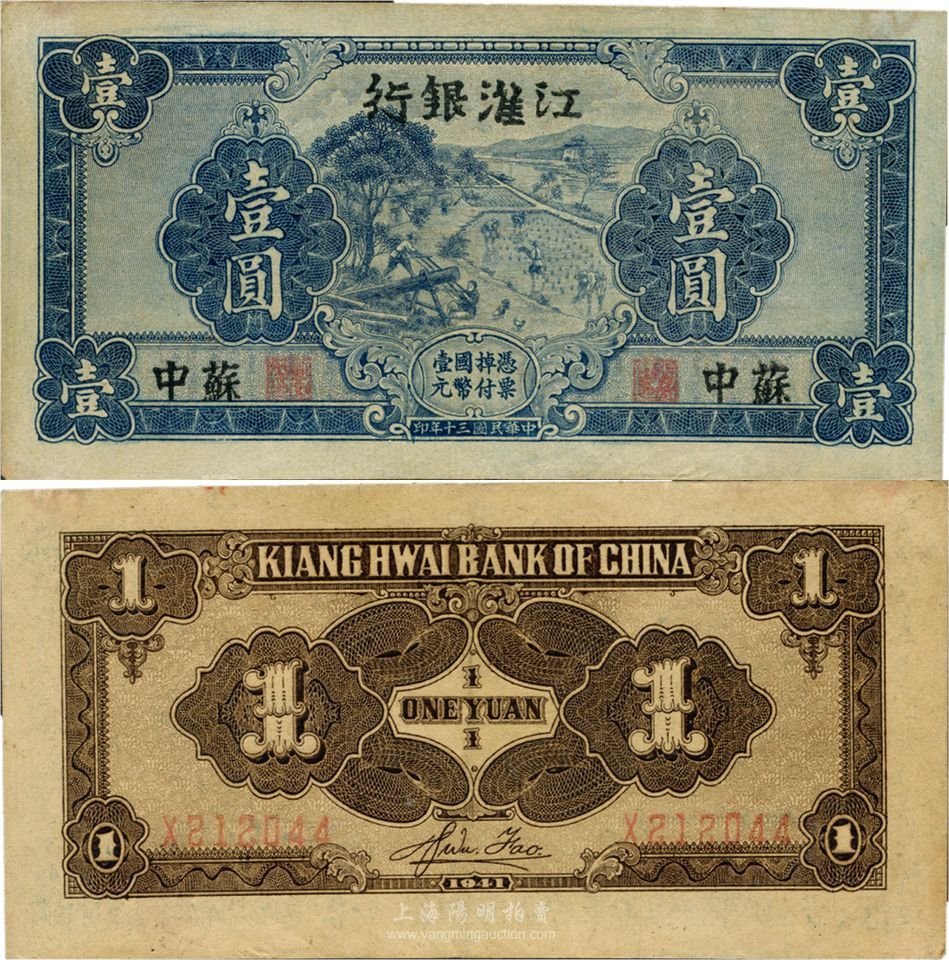 壹
江淮銀行
壹
壹圓
壹圓
蘇中
憑票
掉付
國幣
壹元
蘇中
壹
壹
中華民國三十年印
KIANG HWAI BANK OF CHINA
1
1
1
1
1
ONE YUAN
1
X212044
X212044
1
1
1941
上海陽明拍賣
www.yangmingauction.com